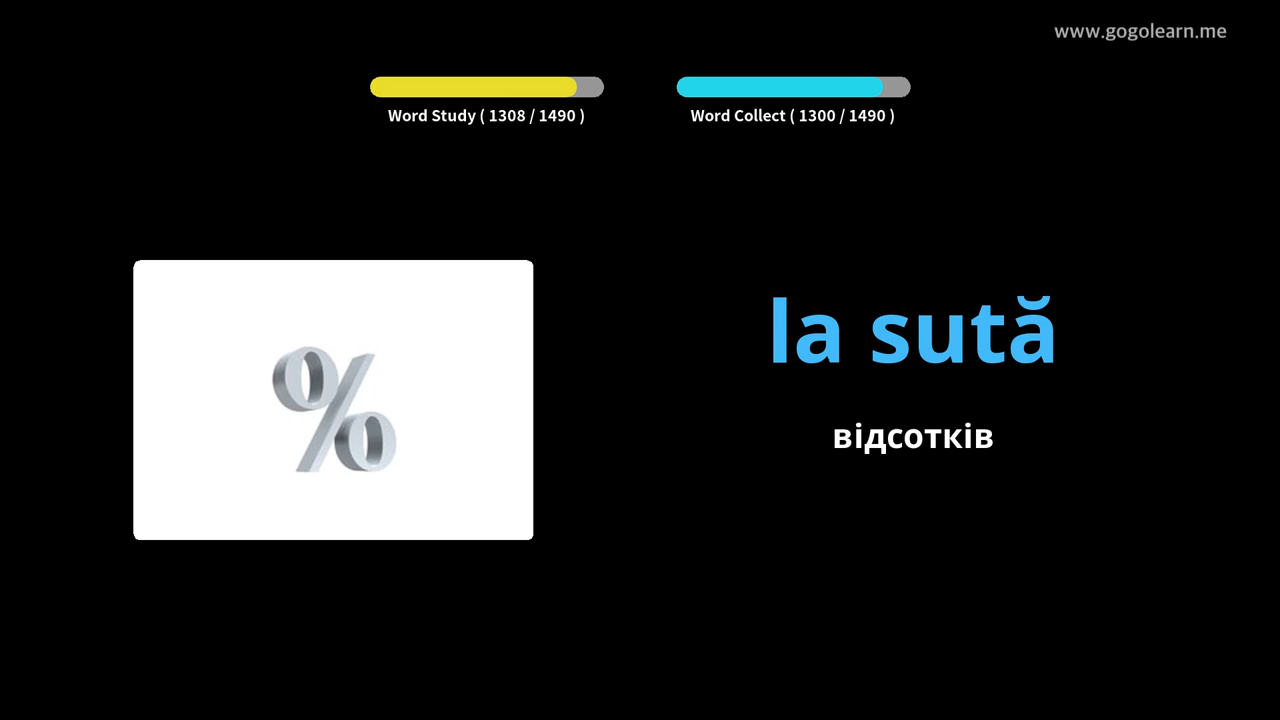 www.gogolearn.me
Word Study ( 1308 / 1490 )
Word Collect ( 1300 / 1490 )
%
la sută
відсотків